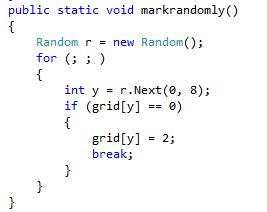 public static void markrandomly()
{
    Random r = new Random();
    for (; ; )
    {
        int y = r.Next(0, 8);
        if (grid[y] == 0)
        {
            grid[y] = 2;
            break;
        }
    }
}